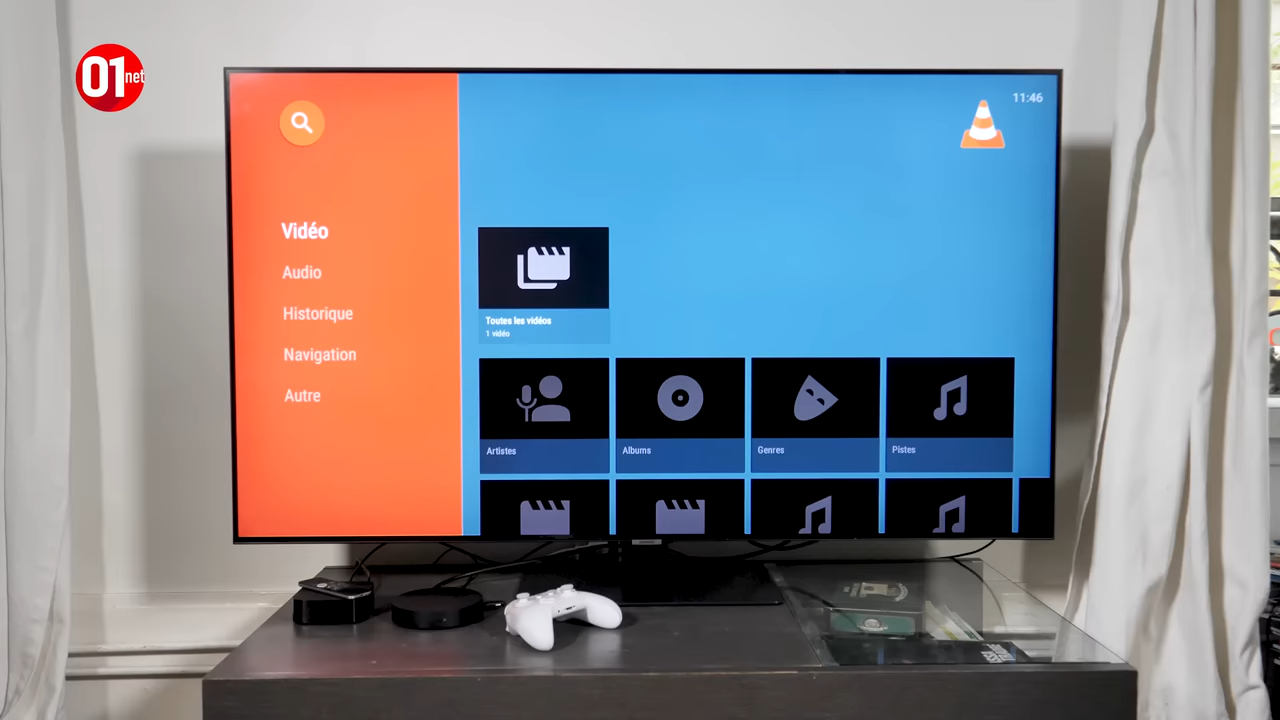 01net
11:46
Vidéo
Audio
Historique
Navigation
Autre
Toutes les vidéos
1 vidéo
Artistes
Albums
Genres
Pistes